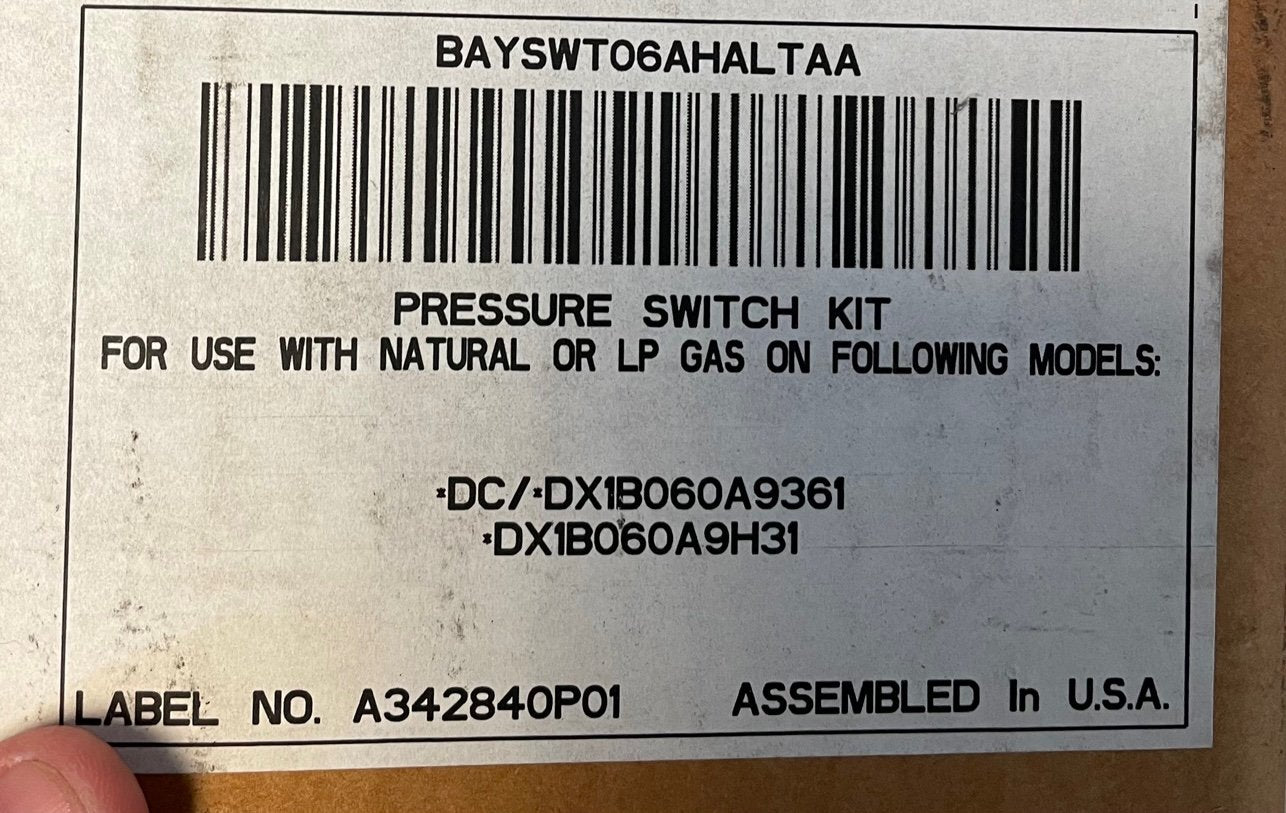 BAYSWT06AHALTAA
PRESSURE SWITCH KIT
FOR USE WITH NATURAL OR LP GAS ON FOLLOWING MODELS:
*DC/*DX1B060A9361
*DX1B060A9H31
LABEL NO. A342840P01 ASSEMBLED In U.S.A.